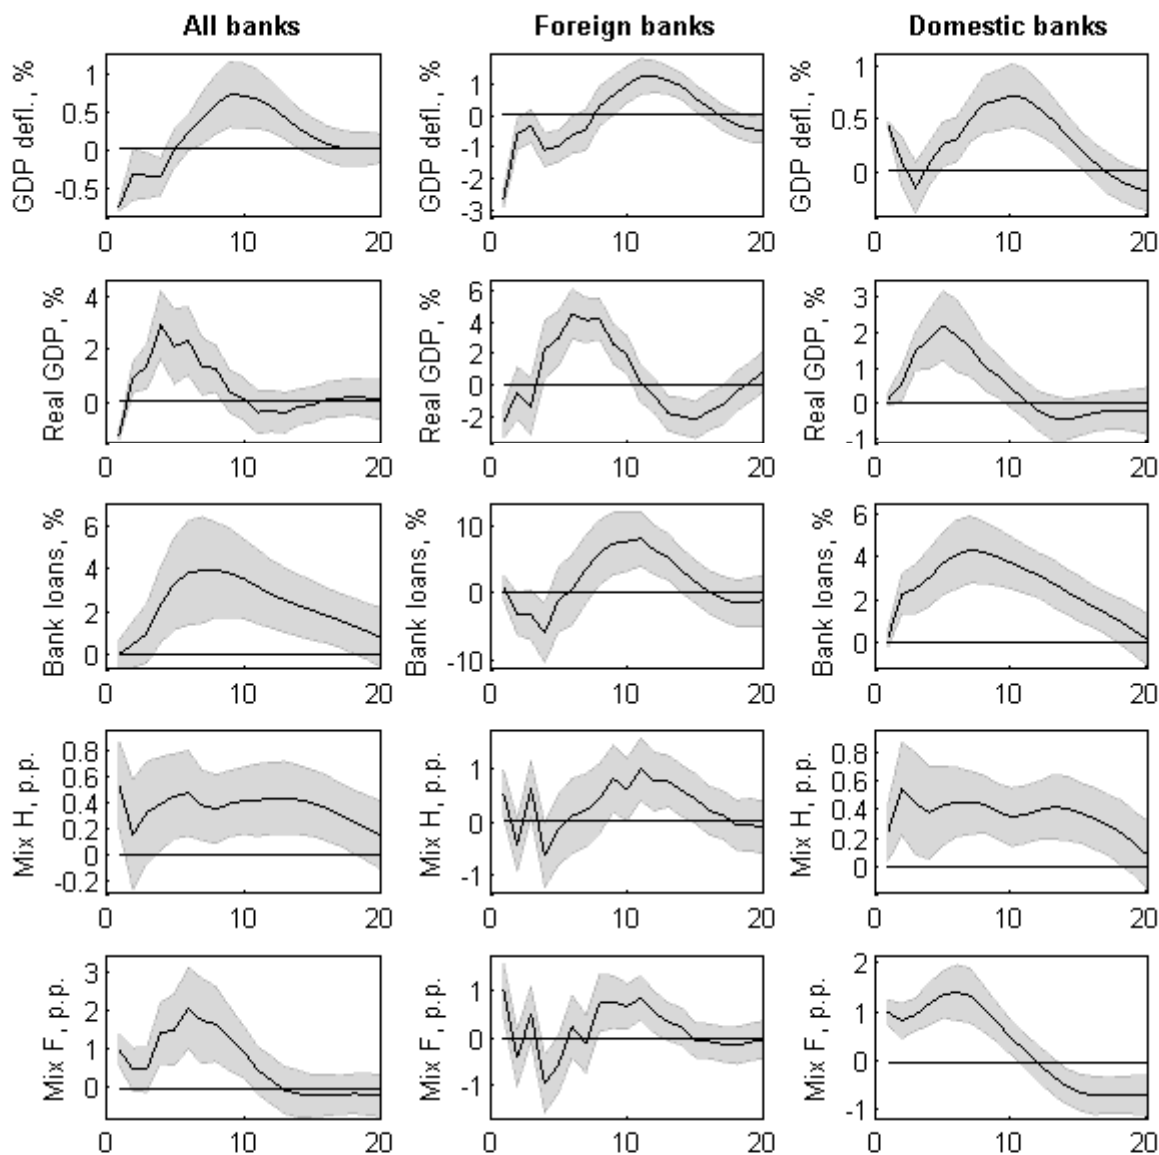 All banks Foreign banks Domestic banks
GDP defl., % 1 0.5 0 -0.5 0 10 20
GDP defl., % 1 0 -1 -2 -3 0 10 20
GDP defl., % 1 0.5 0 0 10 20
Real GDP, % 4 2 0 0 10 20
Real GDP, % 6 4 2 0 -2 0 10 20
Real GDP, % 3 2 1 0 -1 0 10 20
Bank loans, % 6 4 2 0 0 10 20
Bank loans, % 10 0 -10 0 10 20
Bank loans, % 6 4 2 0 0 10 20
Mix H, p.p. 0.8 0.6 0.4 0.2 0 -0.2 0 10 20
Mix H, p.p. 1 0 -1 0 10 20
Mix H, p.p. 0.8 0.6 0.4 0.2 0 0 10 20
Mix F, p.p. 3 2 1 0 0 10 20
Mix F, p.p. 1 0 -1 0 10 20
Mix F, p.p. 2 1 0 -1 0 10 20